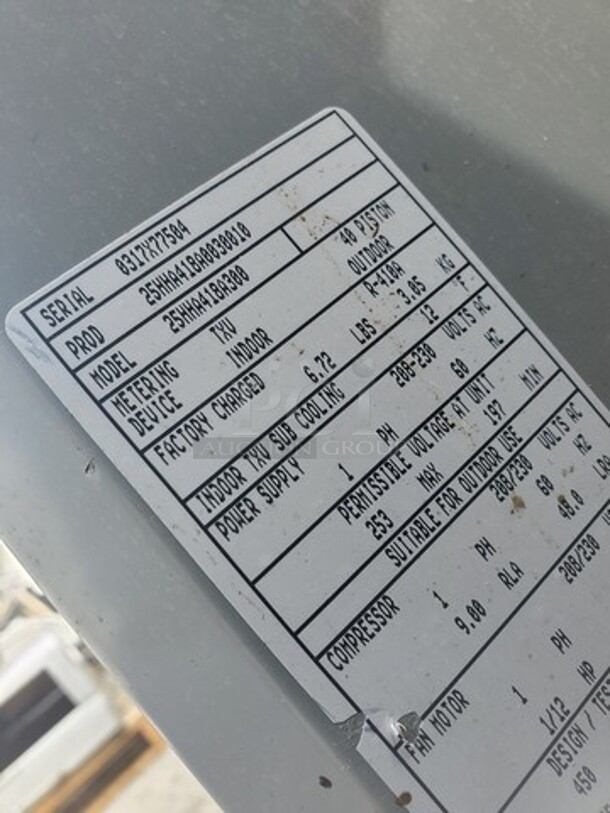 SERIAL 0317X77504
PROD 25HHA418A0030010
MODEL 25HHA418A300
METERING TXV 40 PISTON
DEVICE INDOOR OUTDOOR
R-410A
FACTORY CHARGED 6.72 LBS 3.05 KG
INDOOR TXV SUB COOLING 12 °F
POWER SUPPLY 208-230 VOLTS AC
1 PH 60 HZ
PERMISSIBLE VOLTAGE AT UNIT
253 MAX 197 MIN
SUITABLE FOR OUTDOOR USE
COMPRESSOR 208/230 VOLTS AC
1 PH 60 HZ
9.00 RLA 48.0 LRA
FAN MOTOR 208/230
1 PH
1/12 HP
DESIGN / TEST
450
AUCTION GROUP